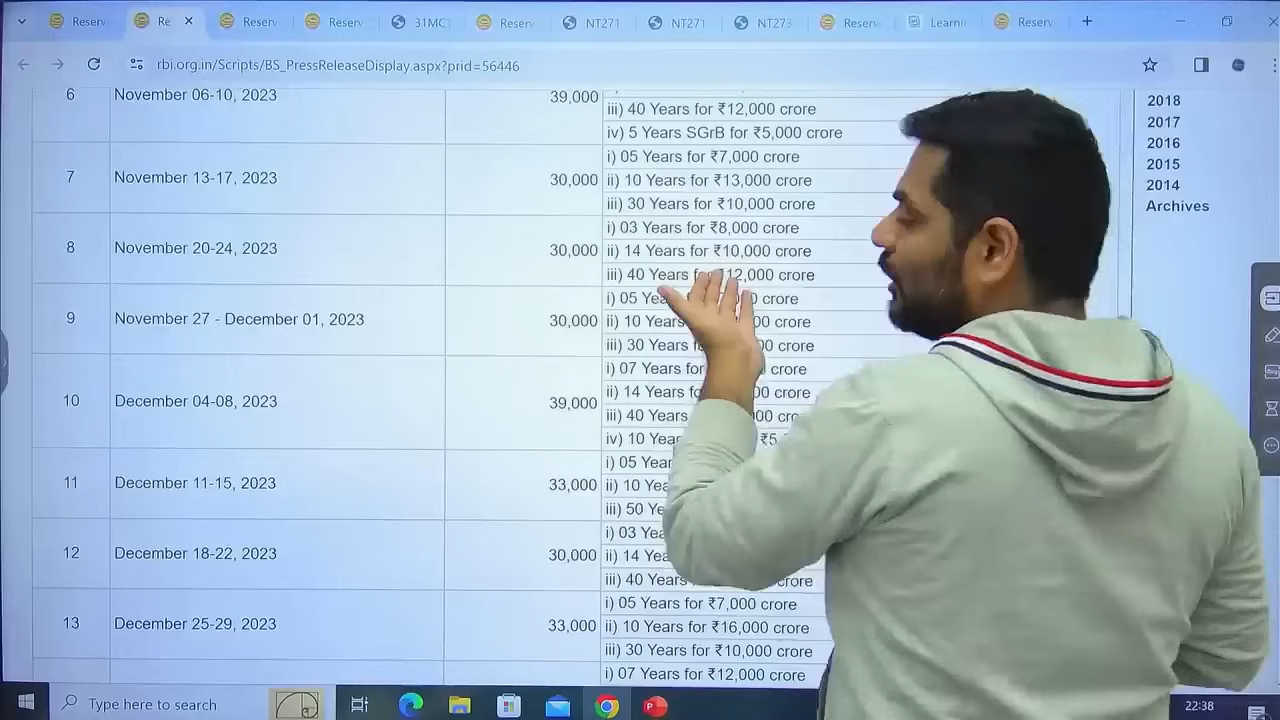 Reserv Re Reserv Reserv 31MC Reserv NT271 NT271 NT273 Reserv Learni Reserv
rbi.org.in/Scripts/BS_PressReleaseDisplay.aspx?prid=56446
6 November 06-10, 2023 39,000
iii) 40 Years for ₹12,000 crore
iv) 5 Years SGrB for ₹5,000 crore
7 November 13-17, 2023 30,000
i) 05 Years for ₹7,000 crore
ii) 10 Years for ₹13,000 crore
iii) 30 Years for ₹10,000 crore
8 November 20-24, 2023 30,000
i) 03 Years for ₹8,000 crore
ii) 14 Years for ₹10,000 crore
iii) 40 Years for ₹12,000 crore
9 November 27 - December 01, 2023 30,000
i) 05 crore
ii) 10 Years crore
iii) 30 Years crore
10 December 04-08, 2023 39,000
i) 07 Years for crore
ii) 14 Years crore
iii) 40 Years
iv) 10
11 December 11-15, 2023 33,000
i) 05
ii) 10
iii) 50
12 December 18-22, 2023 30,000
i) 03
ii) 14
iii) 40 Years crore
13 December 25-29, 2023 33,000
i) 05 Years for ₹7,000 crore
ii) 10 Years for ₹16,000 crore
iii) 30 Years for ₹10,000 crore
i) 07 Years for ₹12,000 crore
2018
2017
2016
2015
2014
Archives
Type here to search
22:38